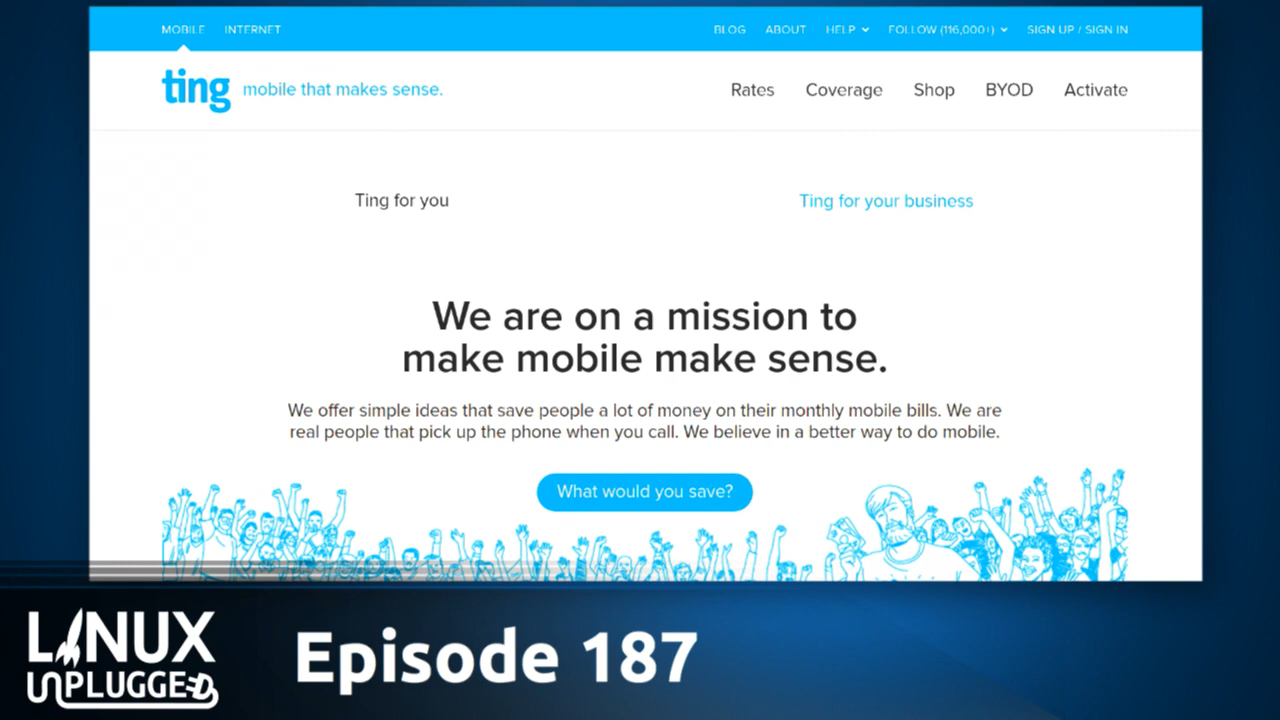 MOBILE INTERNET BLOG ABOUT HELP FOLLOW (116,000+) SIGN UP / SIGN IN
ting mobile that makes sense. Rates Coverage Shop BYOD Activate
Ting for you Ting for your business
We are on a mission to
make mobile make sense.
We offer simple ideas that save people a lot of money on their monthly mobile bills. We are
real people that pick up the phone when you call. We believe in a better way to do mobile.
What would you save?
LINUX
UNPLUGGED
Episode 187